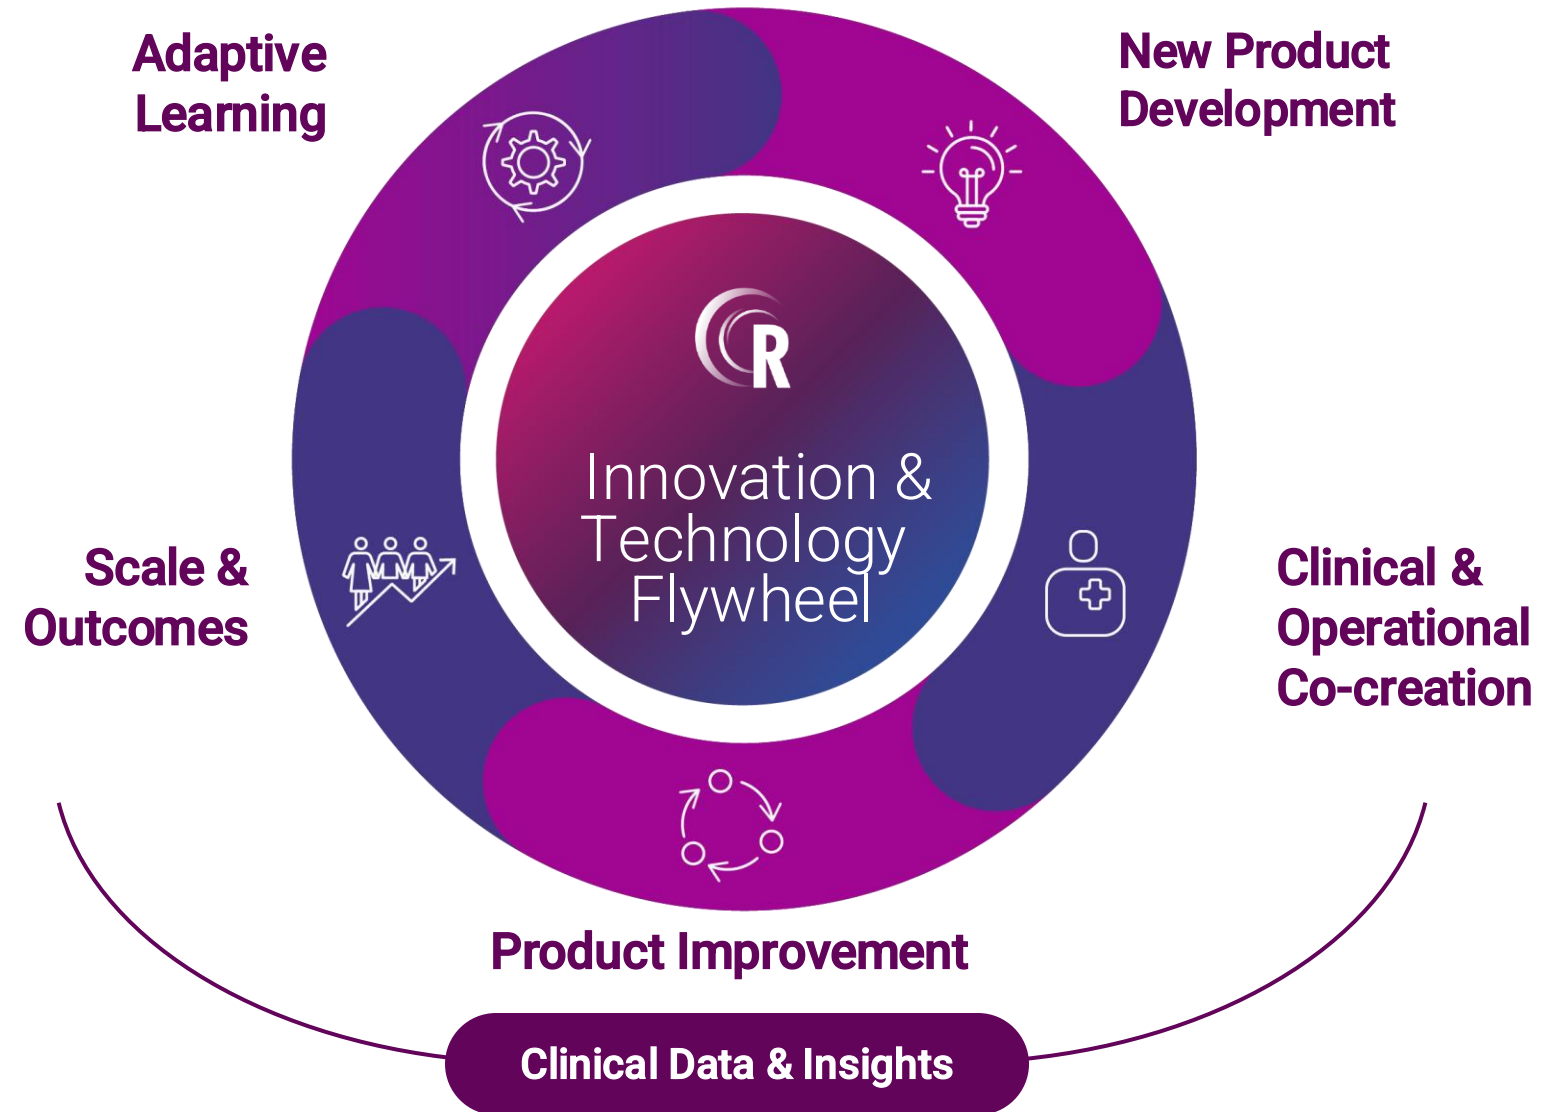 Adaptive
Learning
New Product
Development
R
Innovation &
Technology
Flywheel
Scale &
Outcomes
Clinical &
Operational
Co-creation
Product Improvement
Clinical Data & Insights